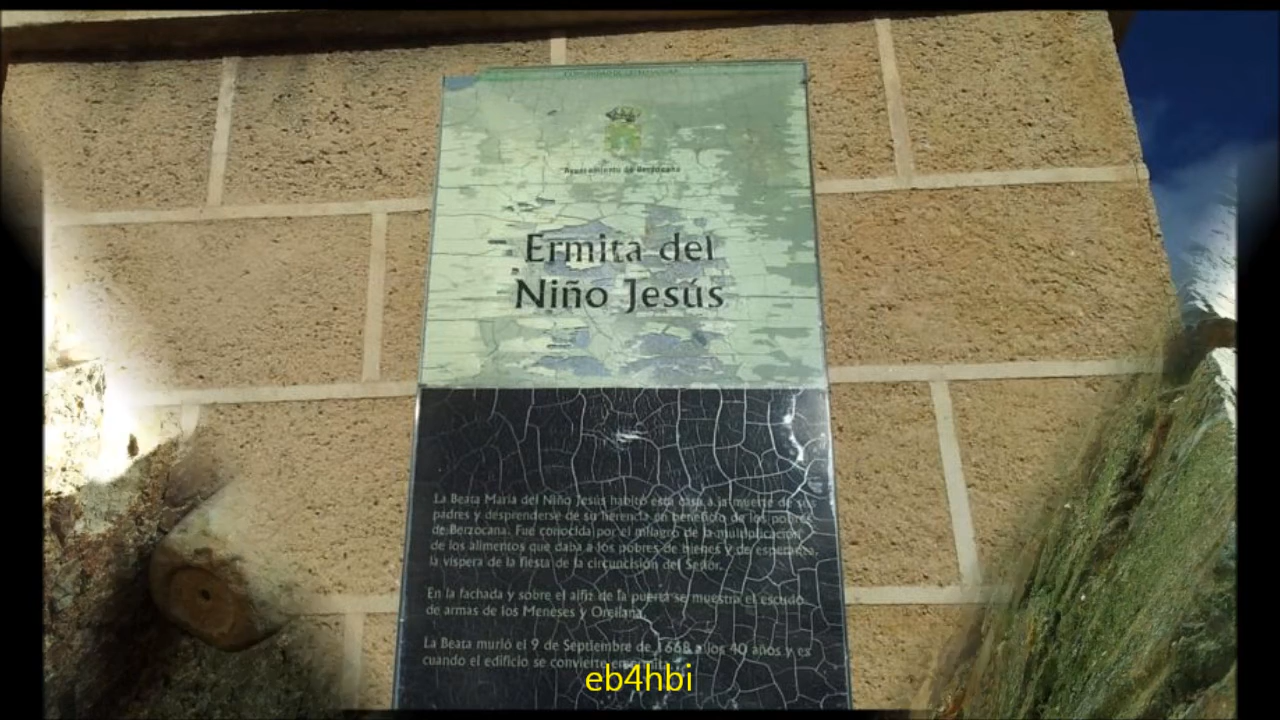 Ayuntamiento de Berzocana
Ermita del
Niño Jesús
La Beata María del Niño Jesús habitó esta casa a la muerte de sus
padres y desprenderse de su herencia en beneficio de los pobres
de Berzocana. Fue conocida por el milagro de la multiplicación
de los alimentos que daba a los pobres de bienes y de esperanza,
la víspera de la fiesta de la circuncisión del Señor.
En la fachada y sobre el alfiz de la puerta se muestra el escudo
de armas de los Meneses y Orellana.
La Beata murió el 9 de Septiembre de 1668 a los 40 años y es
cuando el edificio se convierte en ermita.
eb4hbi